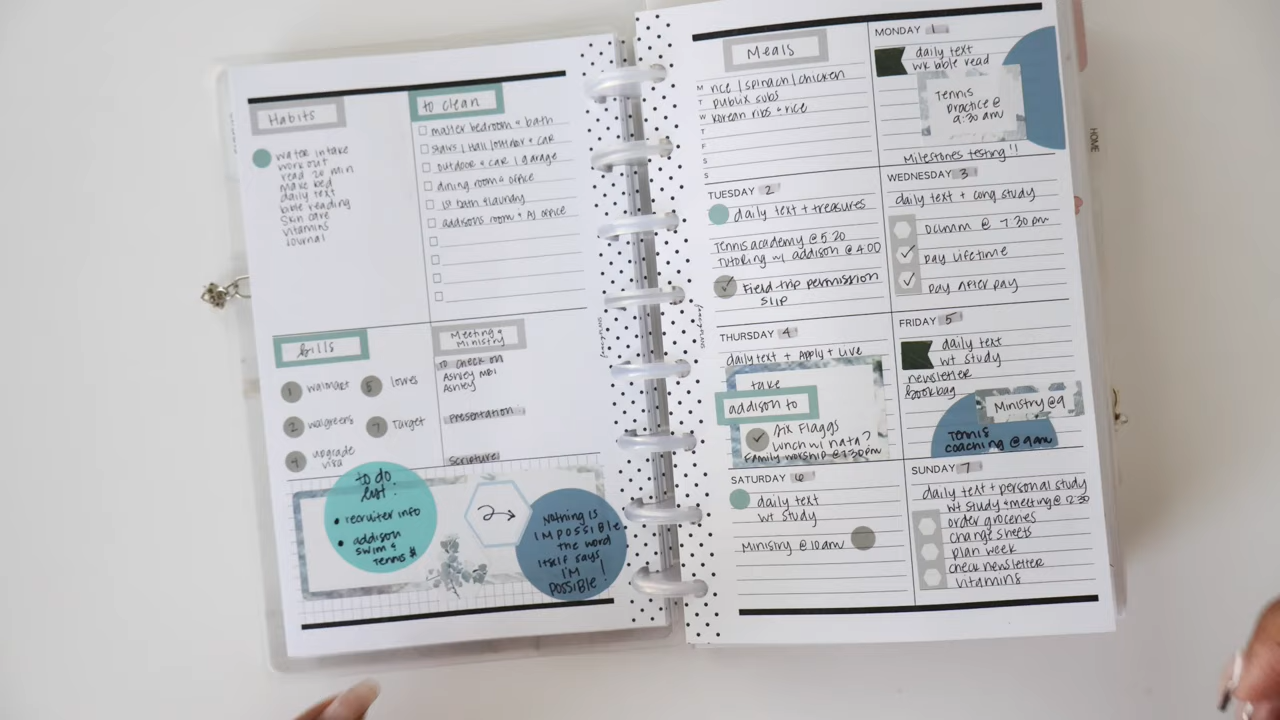 Habits
water intake
work out
read 20 min
make bed
daily text
bible reading
skin care
vitamins
journal
to clean
master bedroom + bath
stairs | Hall | mtnbr + car
outdoor + car | garage
dining room + office
1st bath + laundry
addisons room + AJ office
bills
1 walmart
5 lowes
2 walgreens
7 Target
4 upgrade
visa
Meeting &
Ministry
to check on
Ashley MBI
Ashley
Presentation
Scripture
to do
list:
• recruiter info
• addison
swim &
tennis $
2→
Nothing is
impossible
the word
itself says
I'M
POSSIBLE!
Meals
M rice | spinach | chicken
T publix subs
W korean ribs + rice
T
F
S
S
MONDAY 1
daily text
wk bible read
Tennis
practice @
9:30 am
Milestones testing!!
TUESDAY 2
daily text + treasures
Tennis academy @ 5:20
TUTORING w/ addison @ 4:00
Field trip permission
slip
WEDNESDAY 3
daily text + cong study
@ 7:30 pm
pay lifetime
pay after pay
THURSDAY 4
daily text + Apply + Live
take
addison to
Six Flaggs
lunch w/ nata?
Family worship @ 7:30pm
FRIDAY 5
daily text
wt study
newsletter
& bookbag
Ministry @9
Tennis
coaching @ 9am
SATURDAY 6
daily text
wt study
Ministry @ 10am
SUNDAY 7
daily text + personal study
wt study + meeting @ 12:30
order groceries
change sheets
plan week
check newsletter
vitamins
HOME